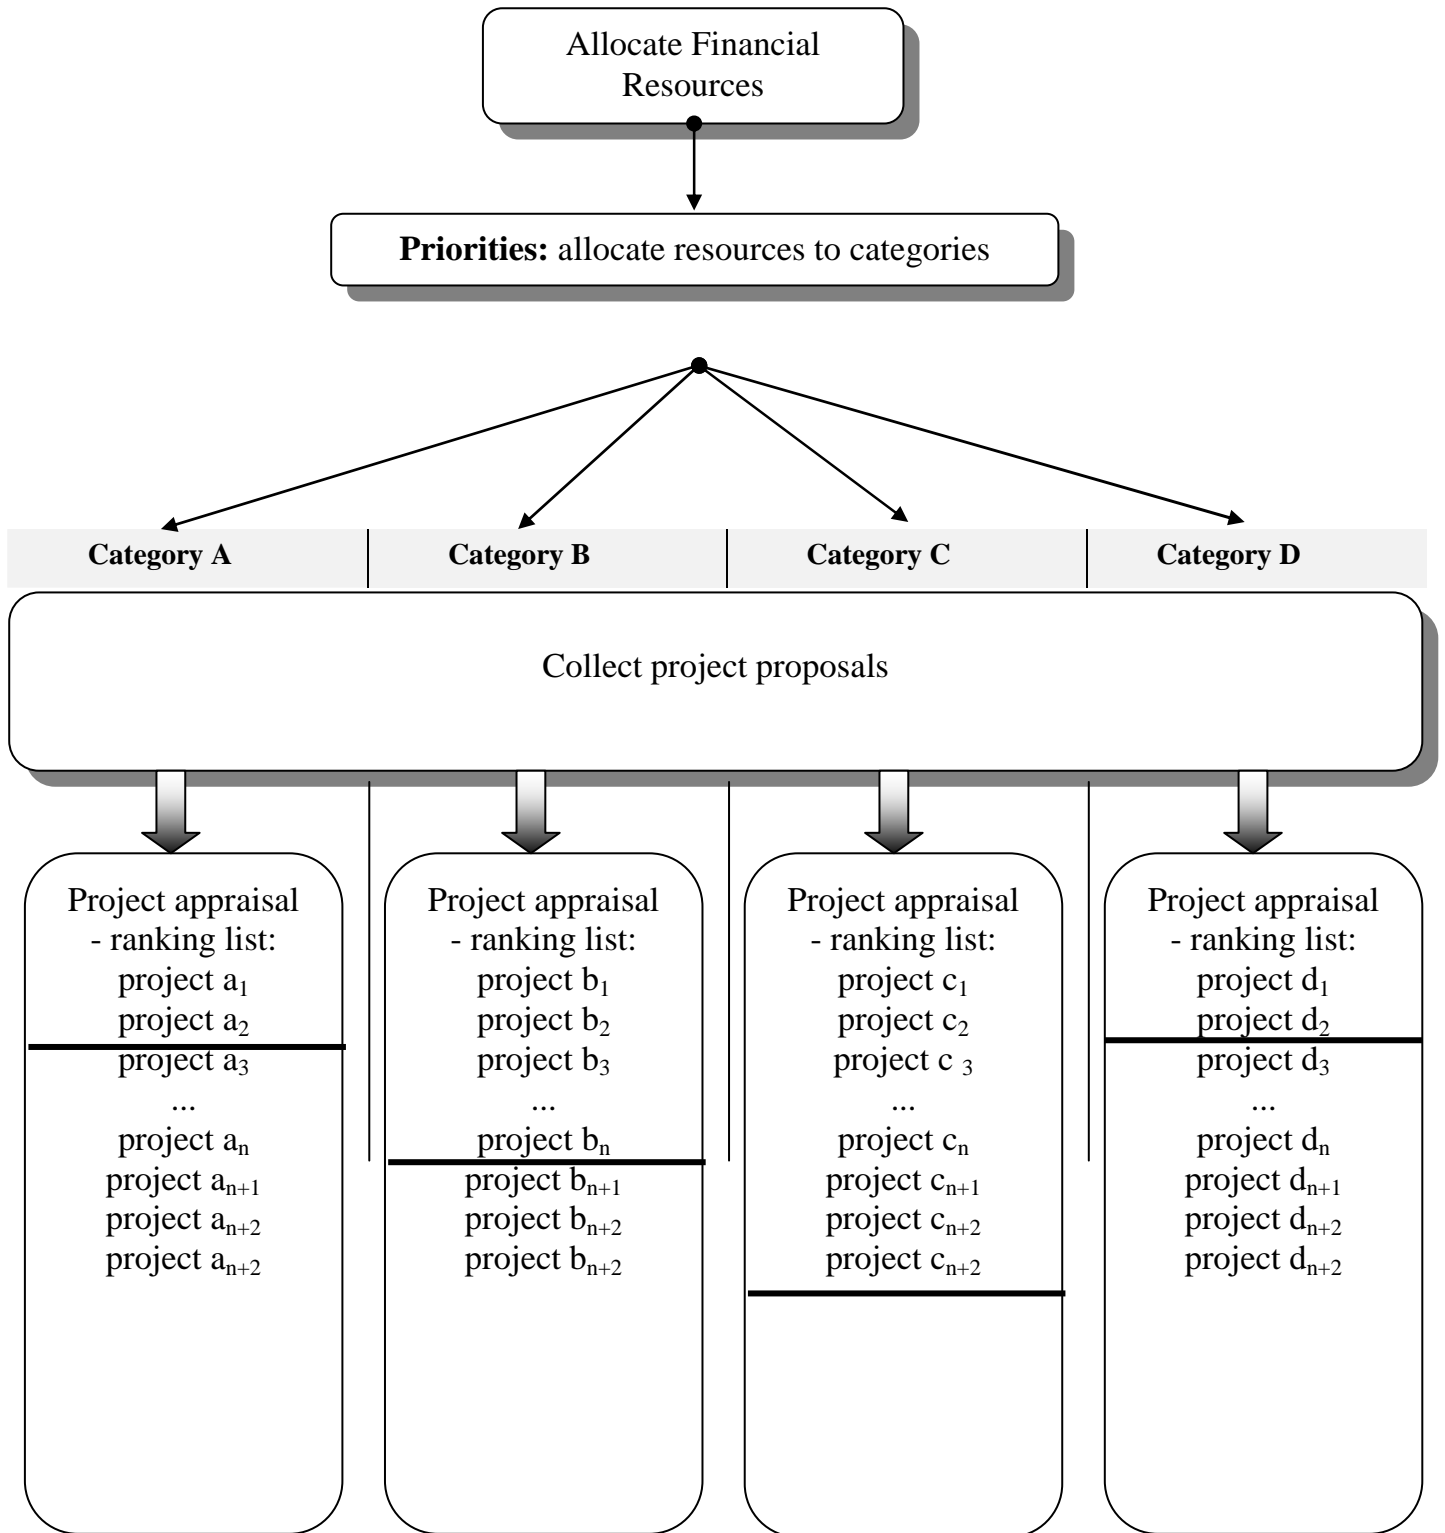 Allocate Financial
Resources
Priorities: allocate resources to categories
Category A
Category B
Category C
Category D
Collect project proposals
Project appraisal
- ranking list:
project a1
project a2
project a3
...
project an
project an+1
project an+2
project an+2
Project appraisal
- ranking list:
project b1
project b2
project b3
...
project bn
project bn+1
project bn+2
project bn+2
Project appraisal
- ranking list:
project c1
project c2
project c 3
...
project cn
project cn+1
project cn+2
project cn+2
Project appraisal
- ranking list:
project d1
project d2
project d3
...
project dn
project dn+1
project dn+2
project dn+2